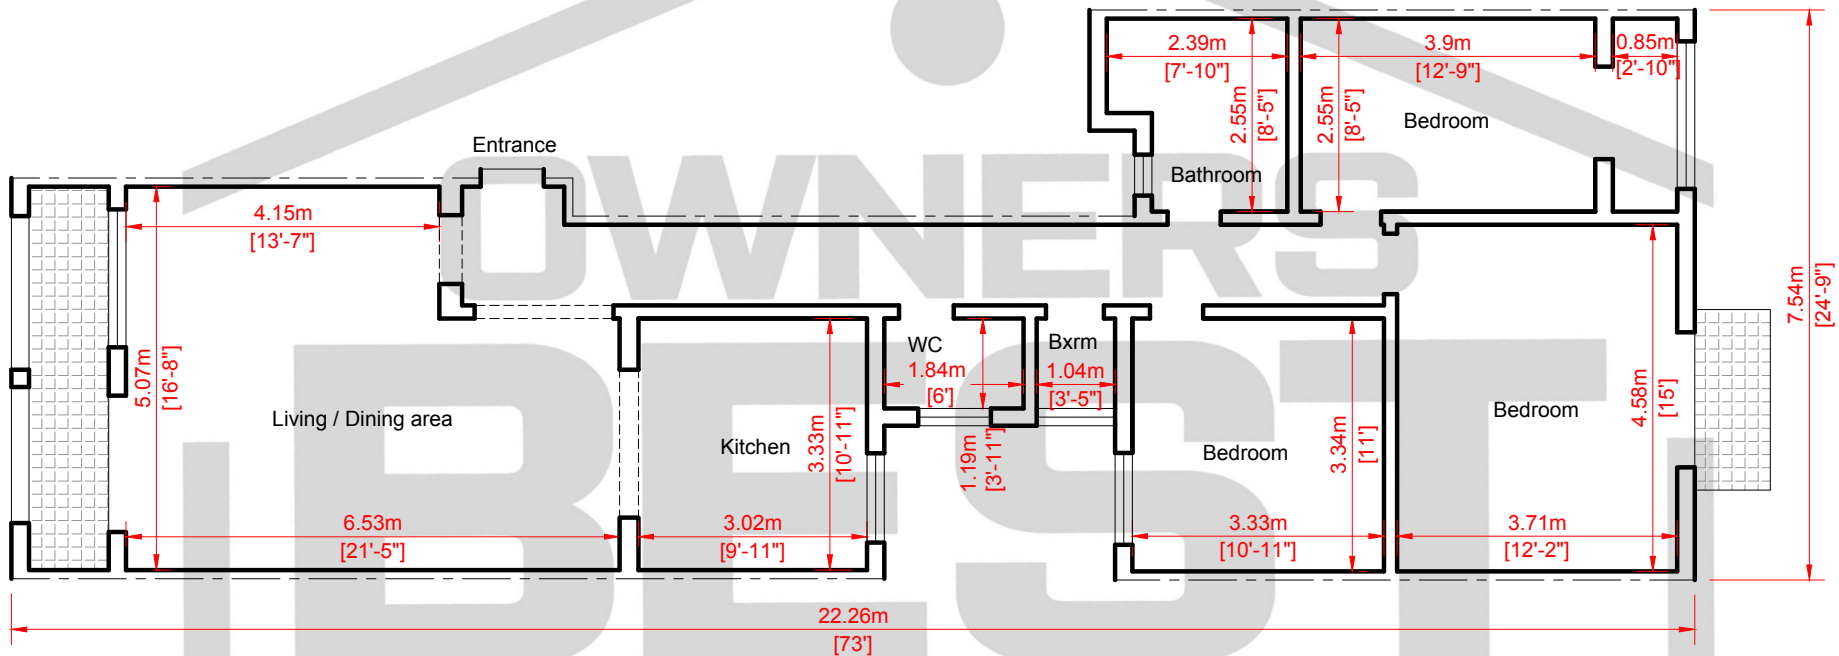 2.39m
[7'-10"]
3.9m
[12'-9"]
0.85m
[2'-10"]
2.55m
[8'-5"]
2.55m
[8'-5"]
Bedroom
Entrance
Bathroom
OWNERS
4.15m
[13'-7"]
7.54m
[24'-9"]
5.07m
[16'-8"]
Living / Dining area
WC
1.84m
[6']
Bxrm
1.04m
[3'-5"]
1.19m
[3'-11"]
Kitchen
3.33m
[10'-11"]
Bedroom
3.34m
[11']
Bedroom
4.58m
[15']
BEST
6.53m
[21'-5"]
3.02m
[9'-11"]
3.33m
[10'-11"]
3.71m
[12'-2"]
22.26m
[73']